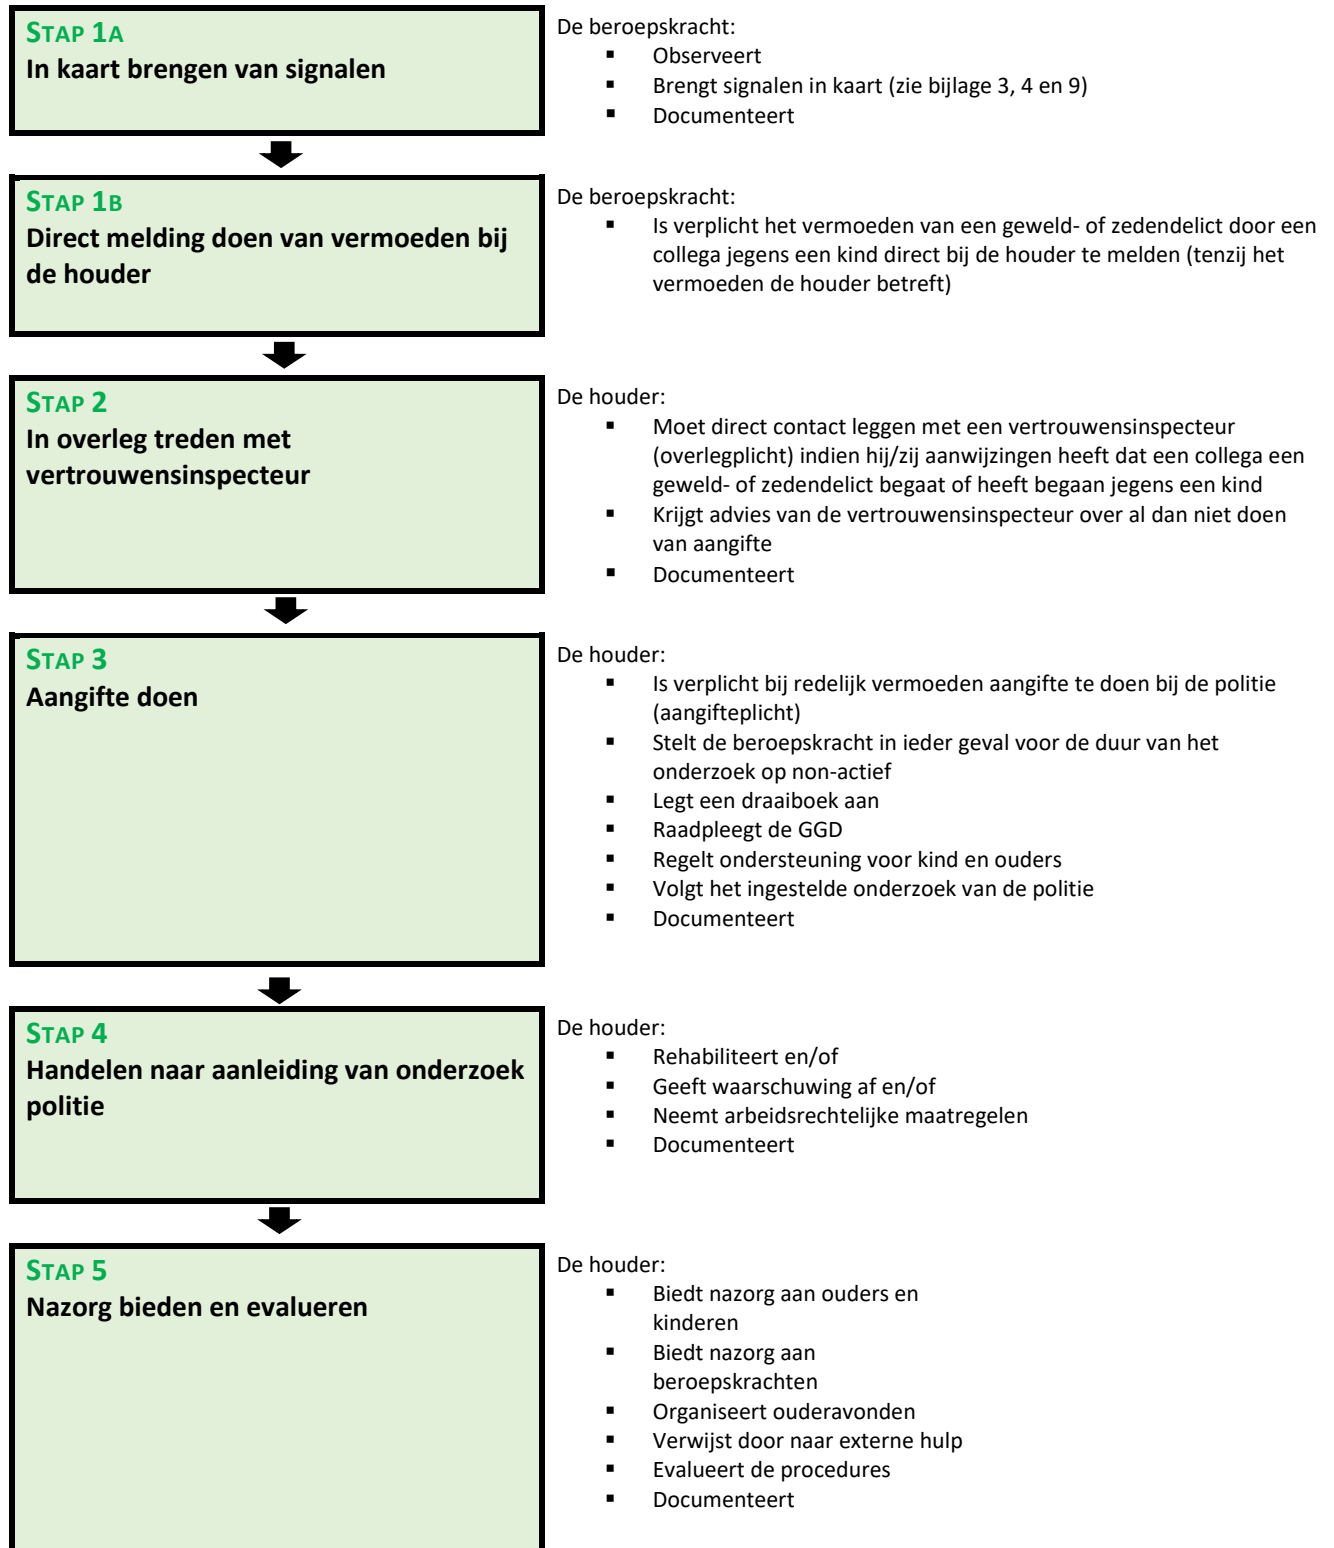 STAP 1A
In kaart brengen van signalen
De beroepskracht:
▪ Observeert
▪ Brengt signalen in kaart (zie bijlage 3, 4 en 9)
▪ Documenteert
STAP 1B
Direct melding doen van vermoeden bij
de houder
De beroepskracht:
▪ Is verplicht het vermoeden van een geweld- of zedendelict door een
collega jegens een kind direct bij de houder te melden (tenzij het
vermoeden de houder betreft)
STAP 2
In overleg treden met
vertrouwensinspecteur
De houder:
▪ Moet direct contact leggen met een vertrouwensinspecteur
(overlegplicht) indien hij/zij aanwijzingen heeft dat een collega een
geweld- of zedendelict begaat of heeft begaan jegens een kind
▪ Krijgt advies van de vertrouwensinspecteur over al dan niet doen
van aangifte
▪ Documenteert
STAP 3
Aangifte doen
De houder:
▪ Is verplicht bij redelijk vermoeden aangifte te doen bij de politie
(aangifteplicht)
▪ Stelt de beroepskracht in ieder geval voor de duur van het
onderzoek op non-actief
▪ Legt een draaiboek aan
▪ Raadpleegt de GGD
▪ Regelt ondersteuning voor kind en ouders
▪ Volgt het ingestelde onderzoek van de politie
▪ Documenteert
STAP 4
Handelen naar aanleiding van onderzoek
politie
De houder:
▪ Rehabiliteert en/of
▪ Geeft waarschuwing af en/of
▪ Neemt arbeidsrechtelijke maatregelen
▪ Documenteert
STAP 5
Nazorg bieden en evalueren
De houder:
▪ Biedt nazorg aan ouders en
kinderen
▪ Biedt nazorg aan
beroepskrachten
▪ Organiseert ouderavonden
▪ Verwijst door naar externe hulp
▪ Evalueert de procedures
▪ Documenteert